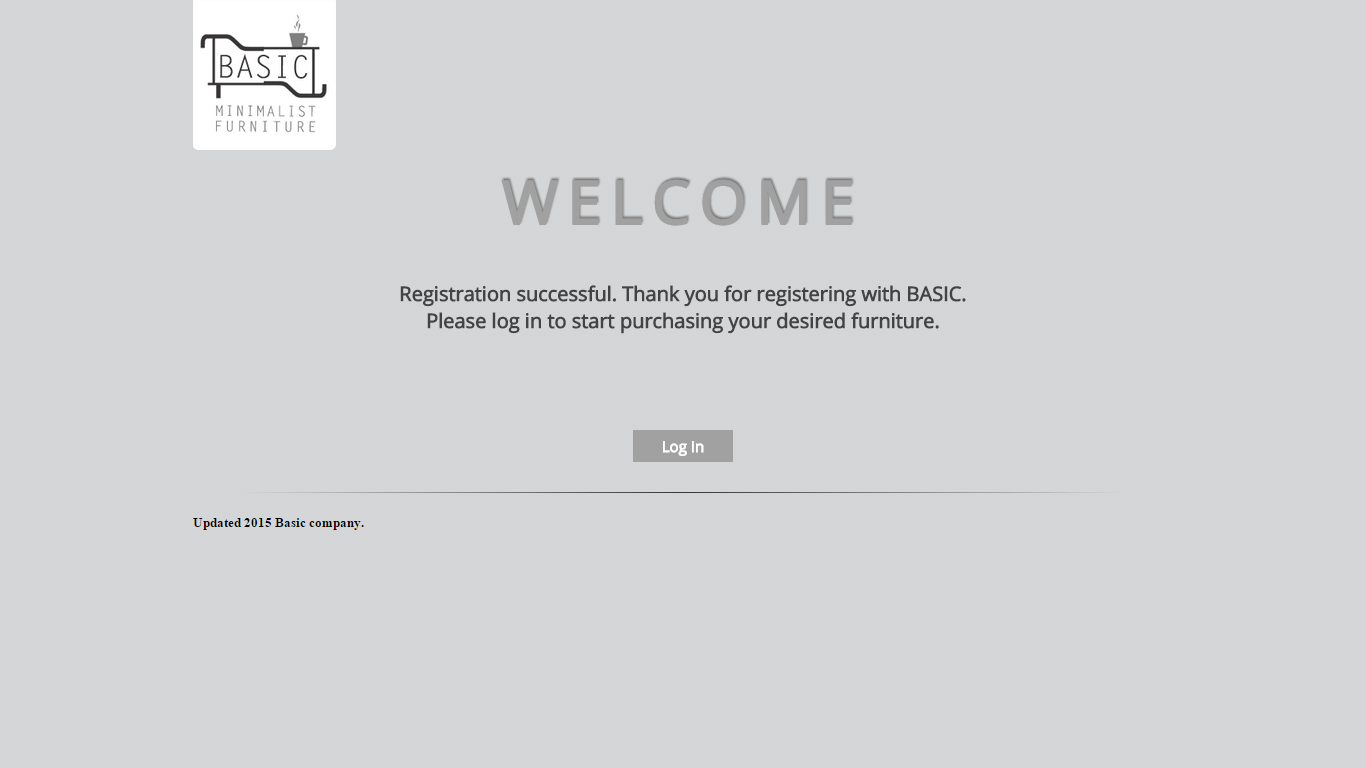 BASIC
MINIMALIST
FURNITURE
WELCOME
Registration successful. Thank you for registering with BASIC.
Please log in to start purchasing your desired furniture.
Log In
Updated 2015 Basic company.